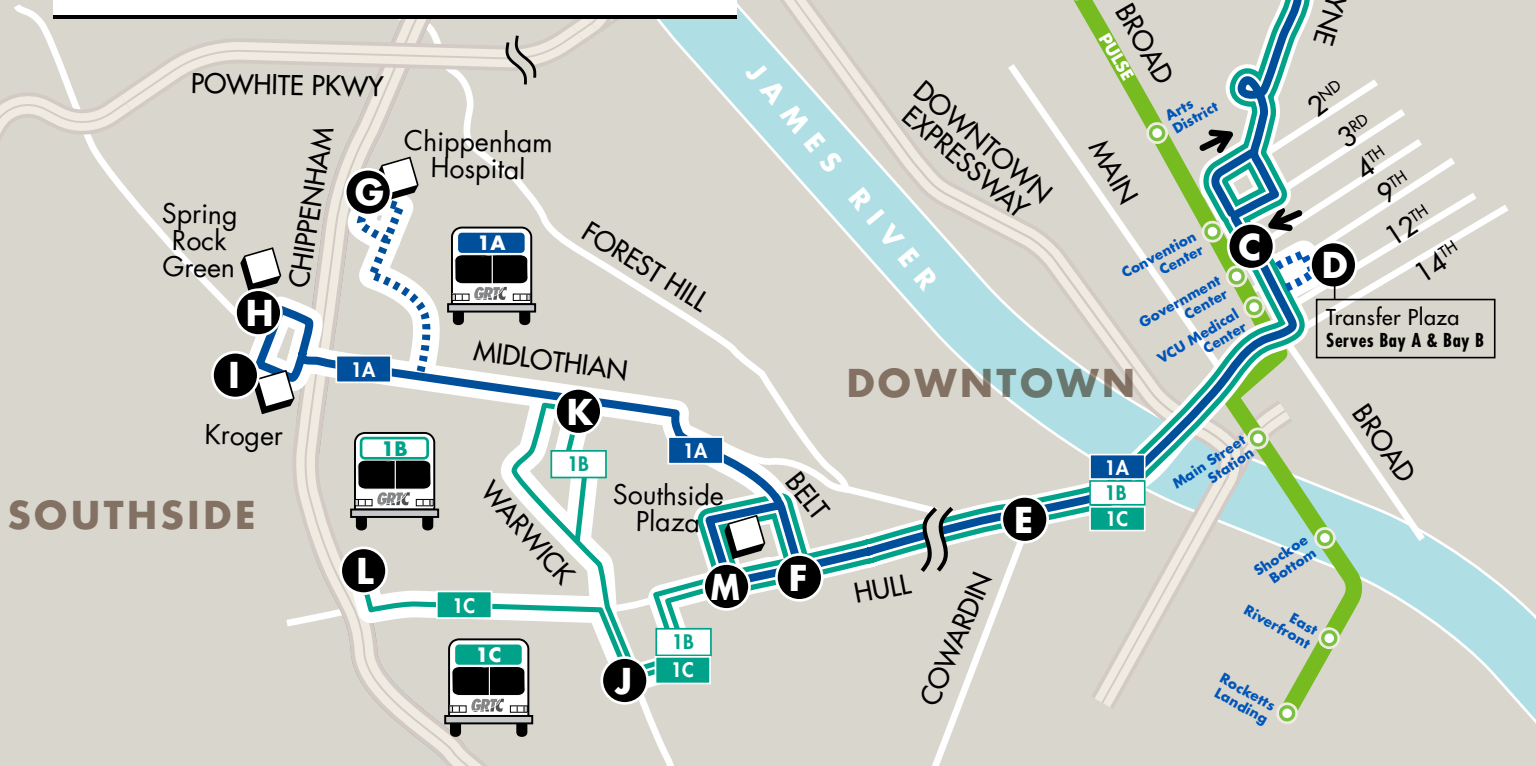 POWHITE PKWY
CHIPPENHAM
Chippenham
Hospital
G
Spring
Rock
Green
H
I
Kroger
1A
GRTC
1A
MIDLOTHIAN
FOREST HILL
JAMES RIVER
DOWNTOWN
EXPRESSWAY
MAIN
BROAD
PULSE
YNE
Arts
District
2ND
3RD
4TH
9TH
12TH
14TH
Convention
Center
C
D
Government
Center
VCU Medical
Center
Transfer Plaza
Serves Bay A & Bay B
DOWNTOWN
BROAD
Main Street
Station
K
1B
1A
1B
GRTC
SOUTHSIDE
WARWICK
Southside
Plaza
BELT
1A
1B
1C
E
L
M
F
HULL
COWARDIN
1C
1B
1C
J
1C
GRTC
Shockoe
Bottom
East
Riverfront
Rocketts
Landing